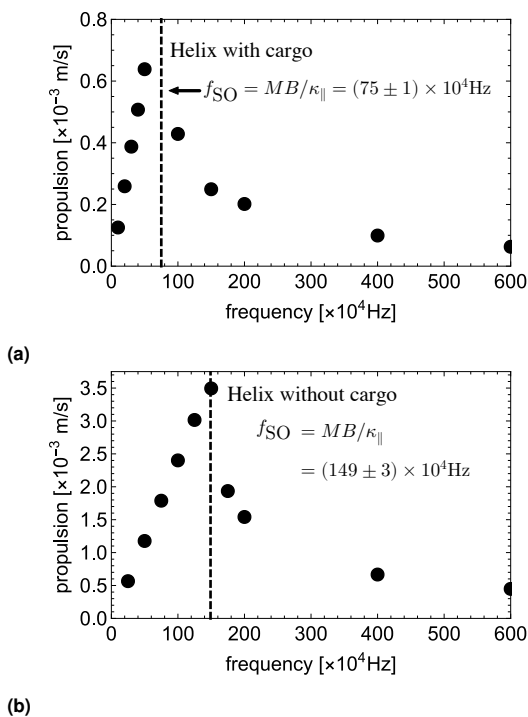 0.8
Helix with cargo
f_SO = MB/κ_∥ = (75 ± 1) × 10⁴Hz
0.6
0.4
0.2
0.0
propulsion [×10⁻³ m/s]
0 100 200 300 400 500 600
frequency [×10⁴Hz]
(a)
3.5
Helix without cargo
3.0
f_SO = MB/κ_∥
2.5
= (149 ± 3) × 10⁴Hz
2.0
1.5
1.0
0.5
0.0
propulsion [×10⁻³ m/s]
0 100 200 300 400 500 600
frequency [×10⁴Hz]
(b)